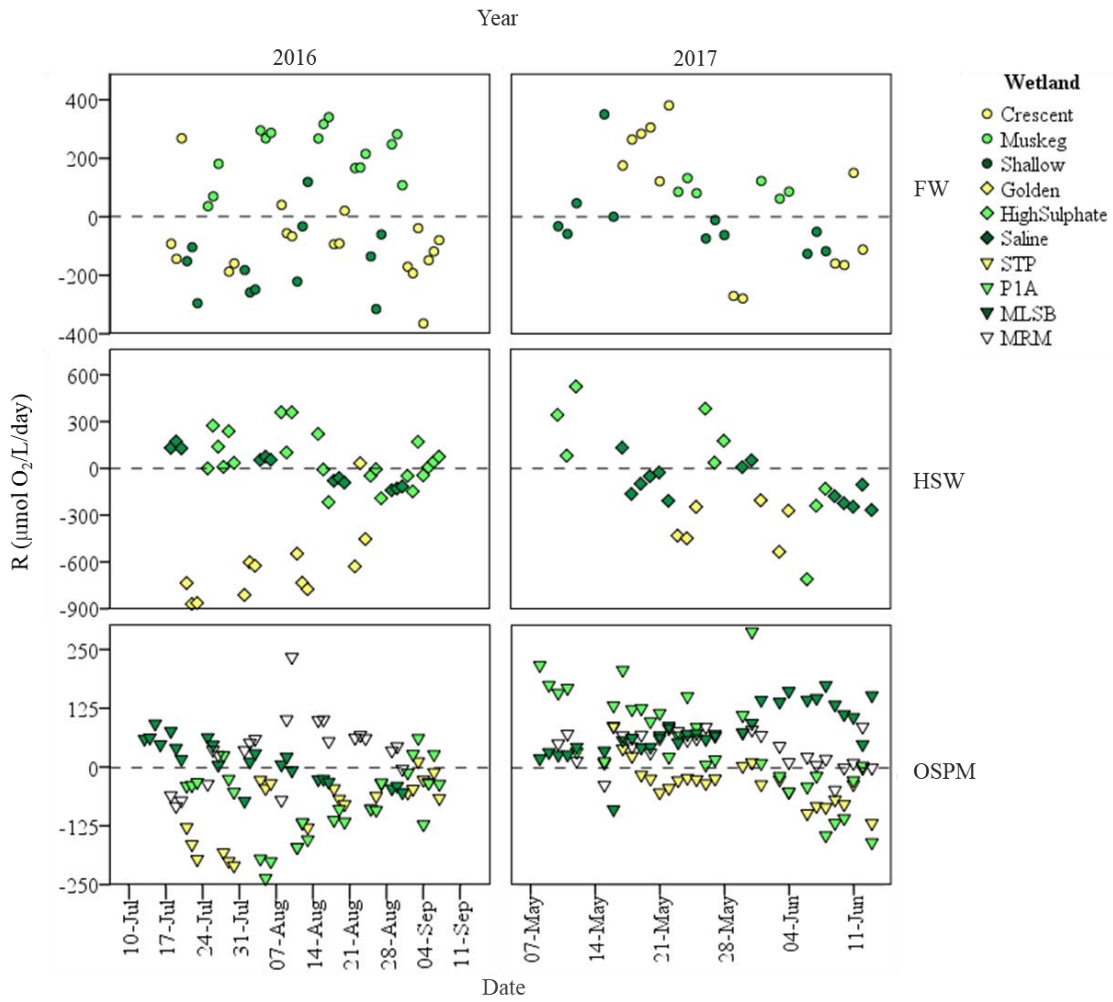 Year
2016
2017
Wetland
Crescent
Muskeg
Shallow
Golden
HighSulphate
Saline
STP
P1A
MLSB
MRM
400
200
0
-200
-400
FW
600
300
0
-300
-600
-900
HSW
250
125
0
-125
-250
OSPM
R (μmol O₂/L/day)
10-Jul
17-Jul
24-Jul
31-Jul
07-Aug
14-Aug
21-Aug
28-Aug
04-Sep
11-Sep
07-May
14-May
21-May
28-May
04-Jun
11-Jun
Date